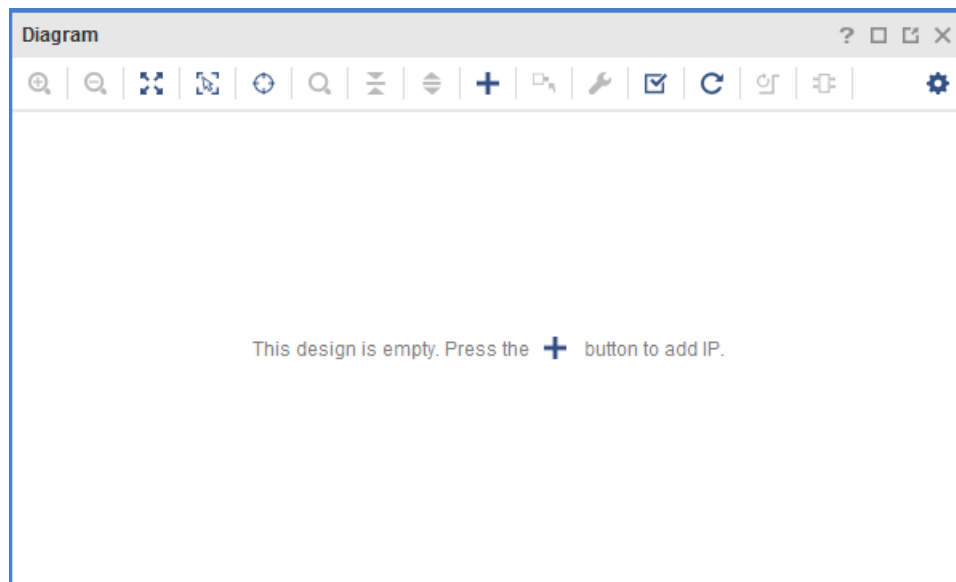 Diagram
This design is empty. Press the + button to add IP.